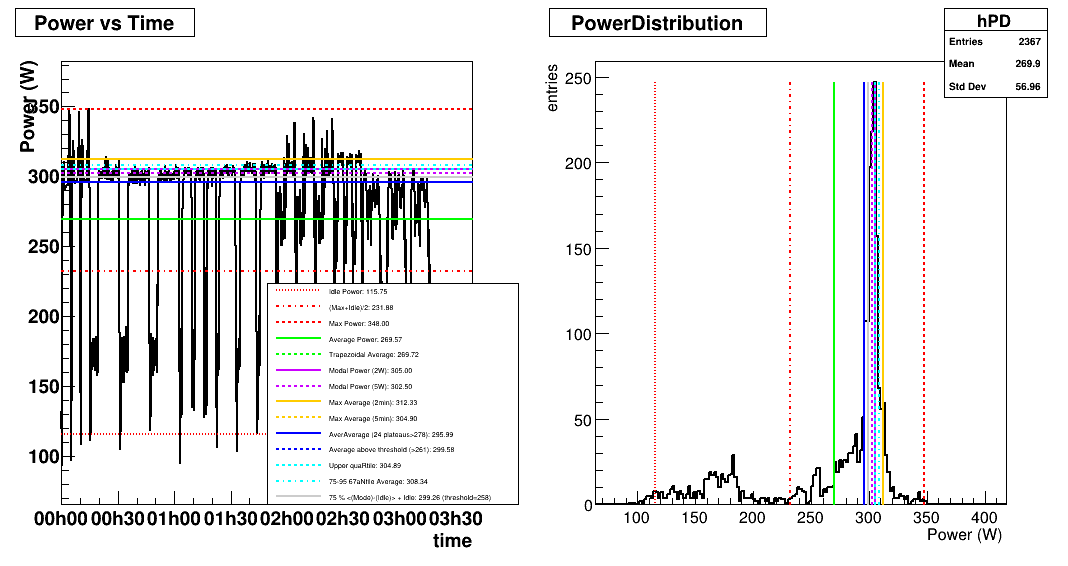 Power vs Time
Power (W)
350
300
250
200
150
100
00h00 00h30 01h00 01h30 02h00 02h30 03h00 03h30
time
Idle Power: 115.75
(Max+Idle)/2: 231.88
Max Power: 348.00
Average Power: 269.57
Trapozoidal Average: 269.72
Modal Power (2W): 305.00
Modal Power (5W): 302.50
Max Average (2min): 312.33
Max Average (5min): 304.90
AverAverage (24 plateaus>278): 295.99
Average above threshold (>261): 299.58
Upper quaRtile: 304.89
75-95 67aNtile Average: 308.34
75 % <(Mode)-(Idle)> + Idle: 299.26 (threshold=258)
PowerDistribution
hPD
Entries 2367
Mean 269.9
Std Dev 56.96
entries
250
200
150
100
50
0
100 150 200 250 300 350 400
Power (W)